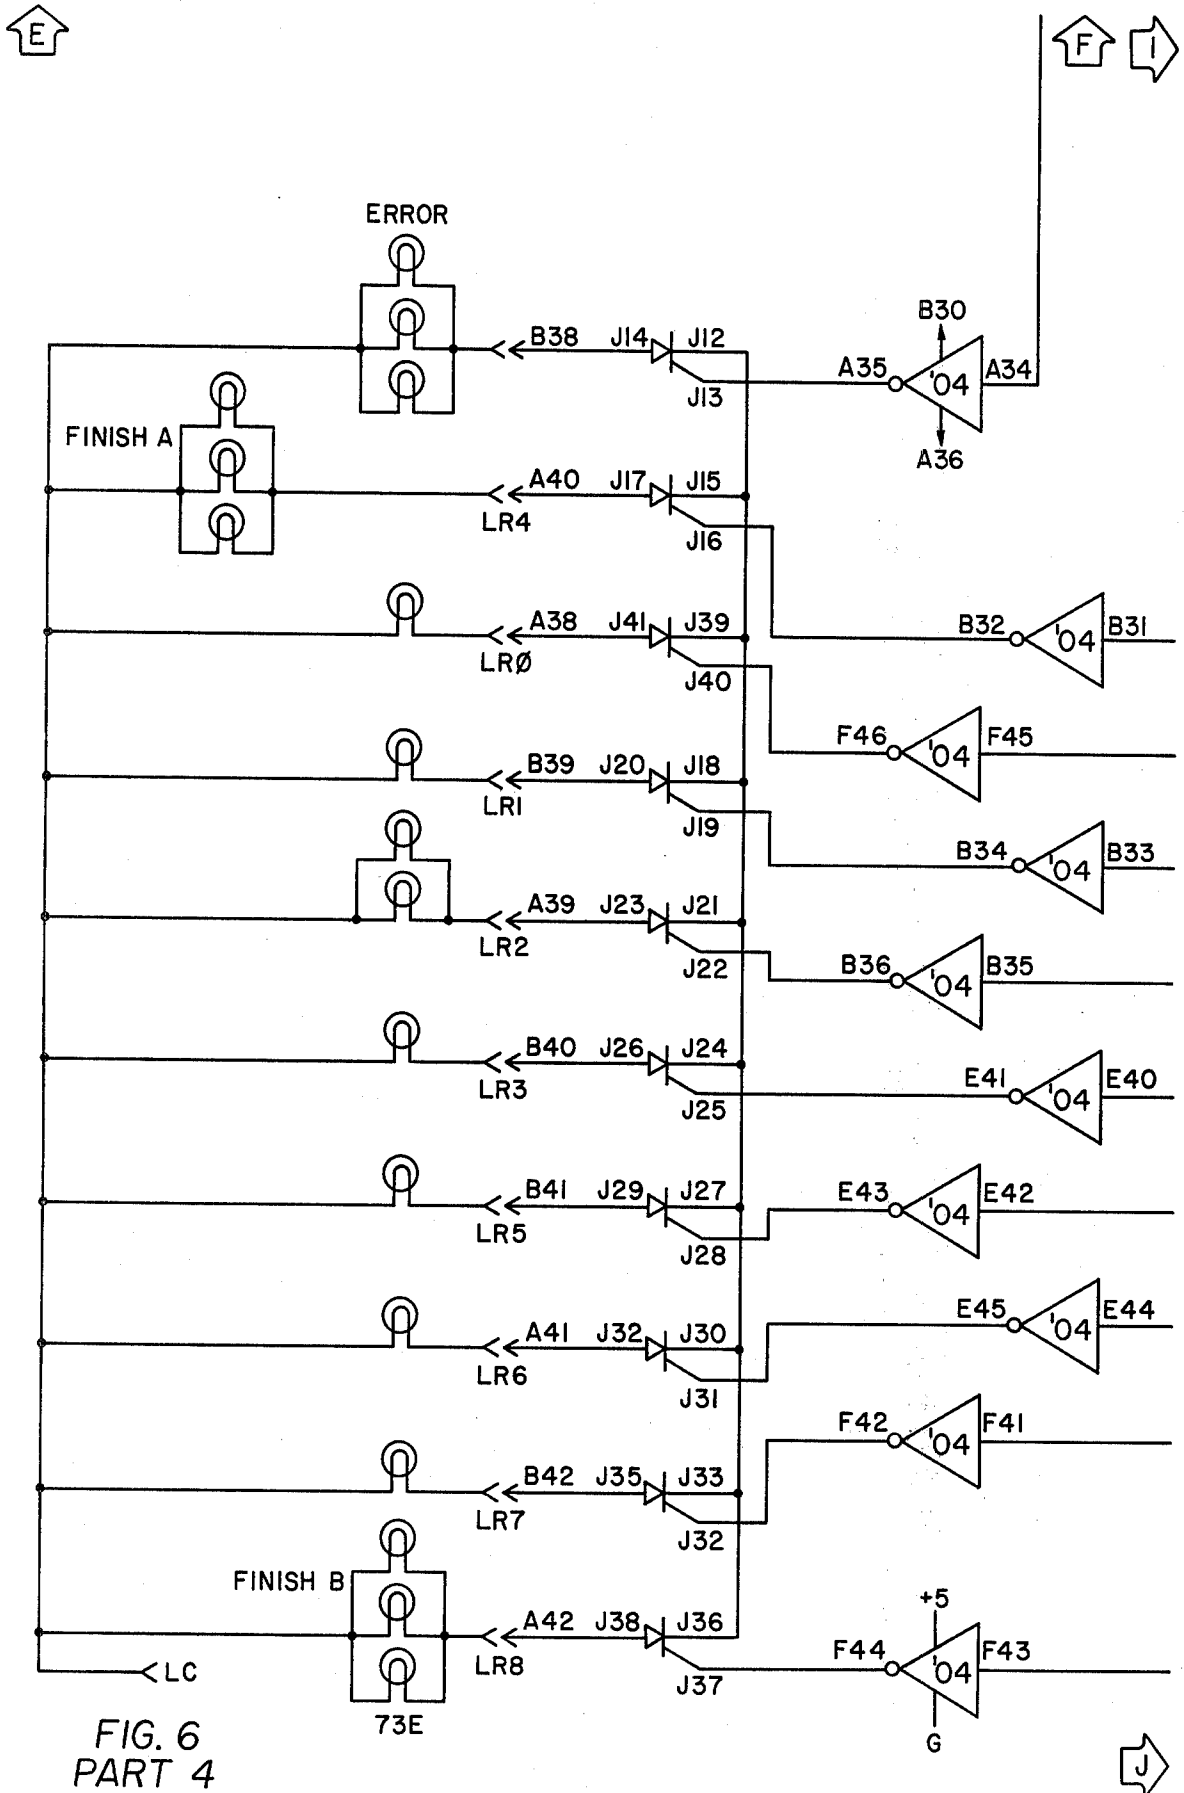 E
F I
ERROR
B30
B38 J14 J12 A35 '04 A34
J13
FINISH A
A36
A40 J17 J15
LR4
J16
A38 J41 J39 B32 '04 B31
LRØ
J40
F46 '04 F45
B39 J20 J18
LR1
J19
B34 '04 B33
A39 J23 J21
LR2
J22
B36 '04 B35
B40 J26 J24
LR3
J25
E41 '04 E40
B41 J29 J27 E43 '04 E42
LR5
J28
A41 J32 J30 E45 '04 E44
LR6
J31
F42 '04 F41
B42 J35 J33
LR7
J32
FINISH B
+5
A42 J38 J36
LR8
J37
F44 '04 F43
LC
73E
G
FIG. 6
PART 4
J